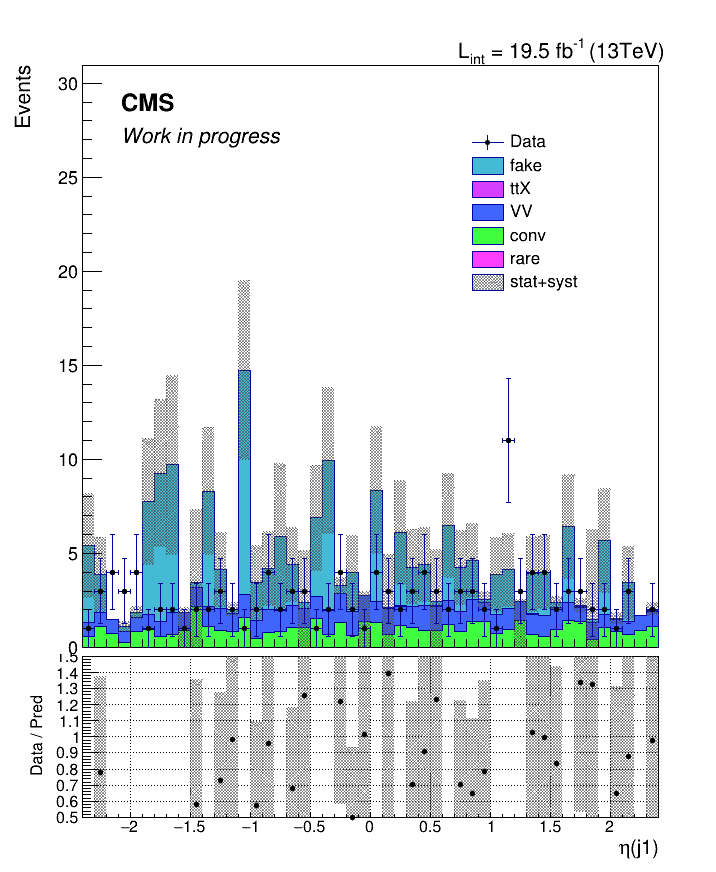 L_int = 19.5 fb^-1 (13TeV)
Events
CMS
Work in progress
30
25
20
15
10
5
0
Data
fake
ttX
VV
conv
rare
stat+syst
Data / Pred
1.5
1.4
1.3
1.2
1.1
1
0.9
0.8
0.7
0.6
0.5
−2 −1.5 −1 −0.5 0 0.5 1 1.5 2
η(j1)